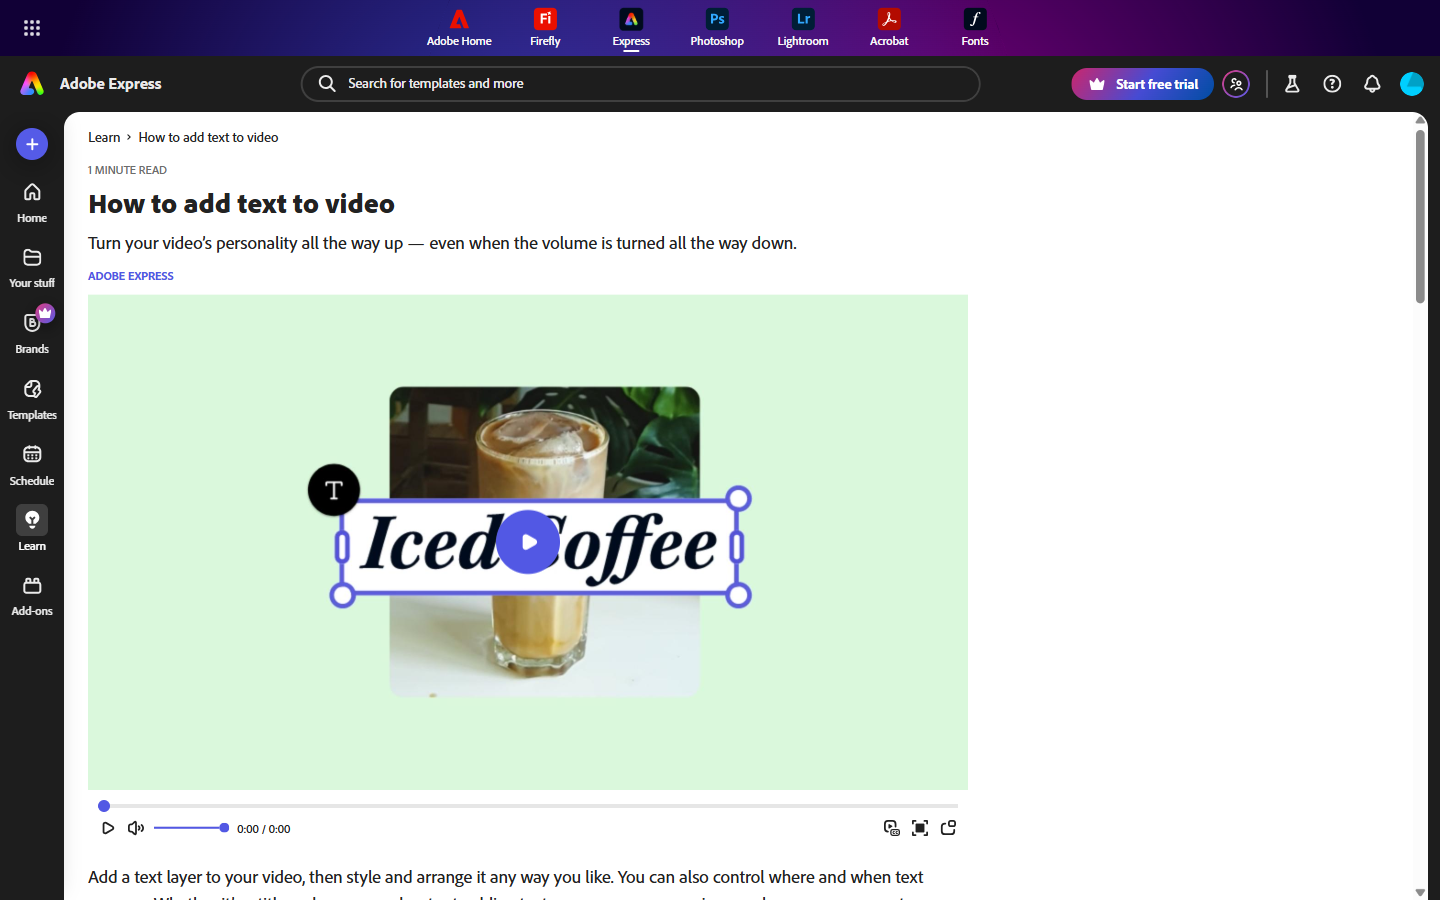 Adobe Home
Fi
Firefly
Express
Ps
Photoshop
Lr
Lightroom
Acrobat
f
Fonts
Adobe Express
Search for templates and more
Start free trial
Home
Your stuff
B
Brands
Templates
Schedule
Learn
Add-ons
Learn › How to add text to video
1 MINUTE READ
How to add text to video
Turn your video’s personality all the way up — even when the volume is turned all the way down.
ADOBE EXPRESS
T
Iced Coffee
0:00 / 0:00
Add a text layer to your video, then style and arrange it any way you like. You can also control where and when text